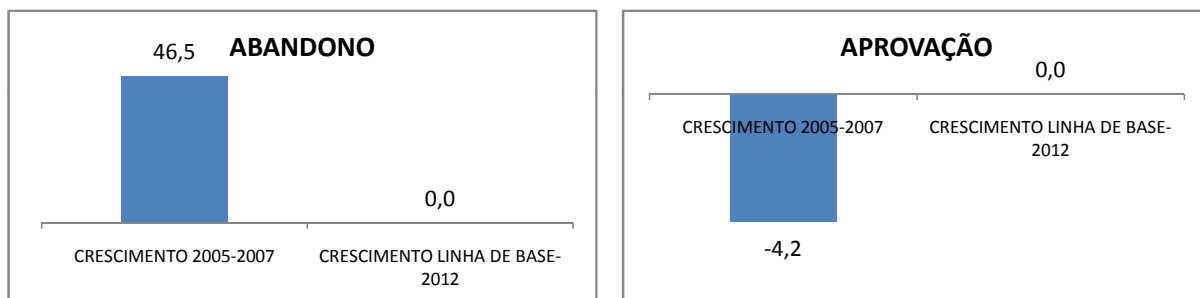 ABANDONO
46,5
0,0
CRESCIMENTO 2005-2007
CRESCIMENTO LINHA DE BASE-
2012
APROVAÇÃO
0,0
CRESCIMENTO 2005-2007
CRESCIMENTO LINHA DE BASE-
2012
-4,2